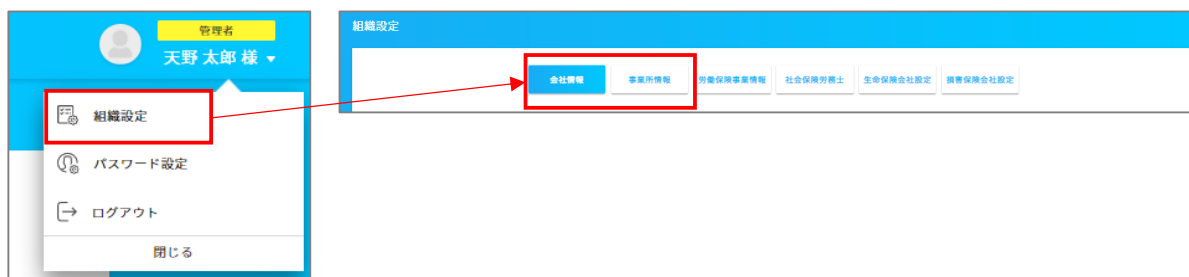 管理者
天野 太郎 様 ▼
組織設定
パスワード設定
ログアウト
閉じる
組織設定
会社情報 事業所情報 労働保険事業情報 社会保険労務士 生命保険会社設定 損害保険会社設定